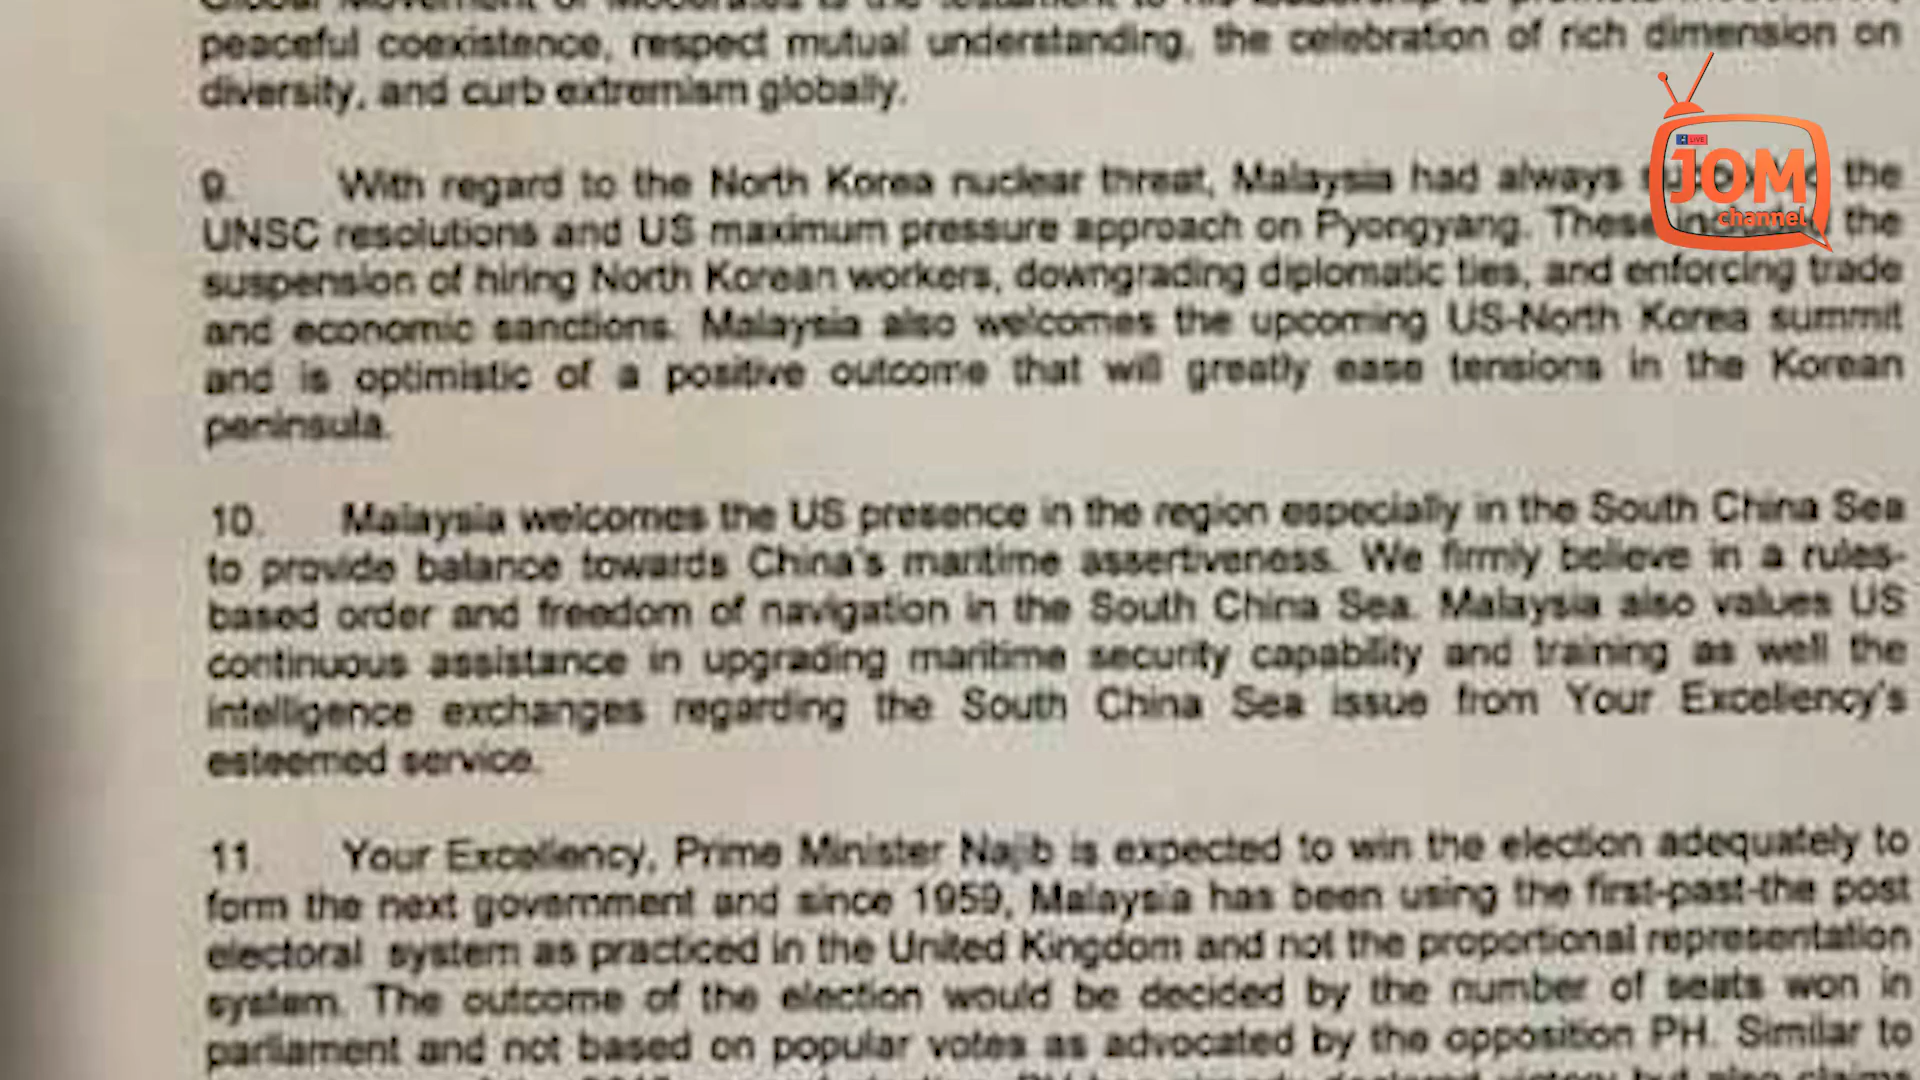 peaceful coexistence, respect mutual understanding, the celebration of rich dimension on
diversity, and curb extremism globally.
9. With regard to the North Korea nuclear threat, Malaysia had always the
UNSC resolutions and US maximum pressure approach on Pyongyang. These the
suspension of hiring North Korean workers, downgrading diplomatic ties, and enforcing trade
and economic sanctions. Malaysia also welcomes the upcoming US-North Korea summit
and is optimistic of a positive outcome that will greatly ease tensions in the Korean
peninsula.
10. Malaysia welcomes the US presence in the region especially in the South China Sea
to provide balance towards China's maritime assertiveness. We firmly believe in a rules-
based order and freedom of navigation in the South China Sea. Malaysia also values US
continuous assistance in upgrading maritime security capability and training as well the
intelligence exchanges regarding the South China Sea issue from Your Excellency's
esteemed service.
11. Your Excellency, Prime Minister Najib is expected to win the election adequately to
form the next government and since 1959, Malaysia has been using the first-past-the post
electoral system as practiced in the United Kingdom and not the proportional representation
system. The outcome of the election would be decided by the number of seats won in
parliament and not based on popular votes as advocated by the opposition PH. Similar to
LIVE
JOM
channel